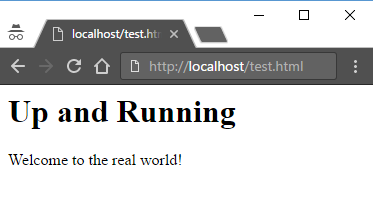 localhost/test.htm
http://localhost/test.html
Up and Running
Welcome to the real world!